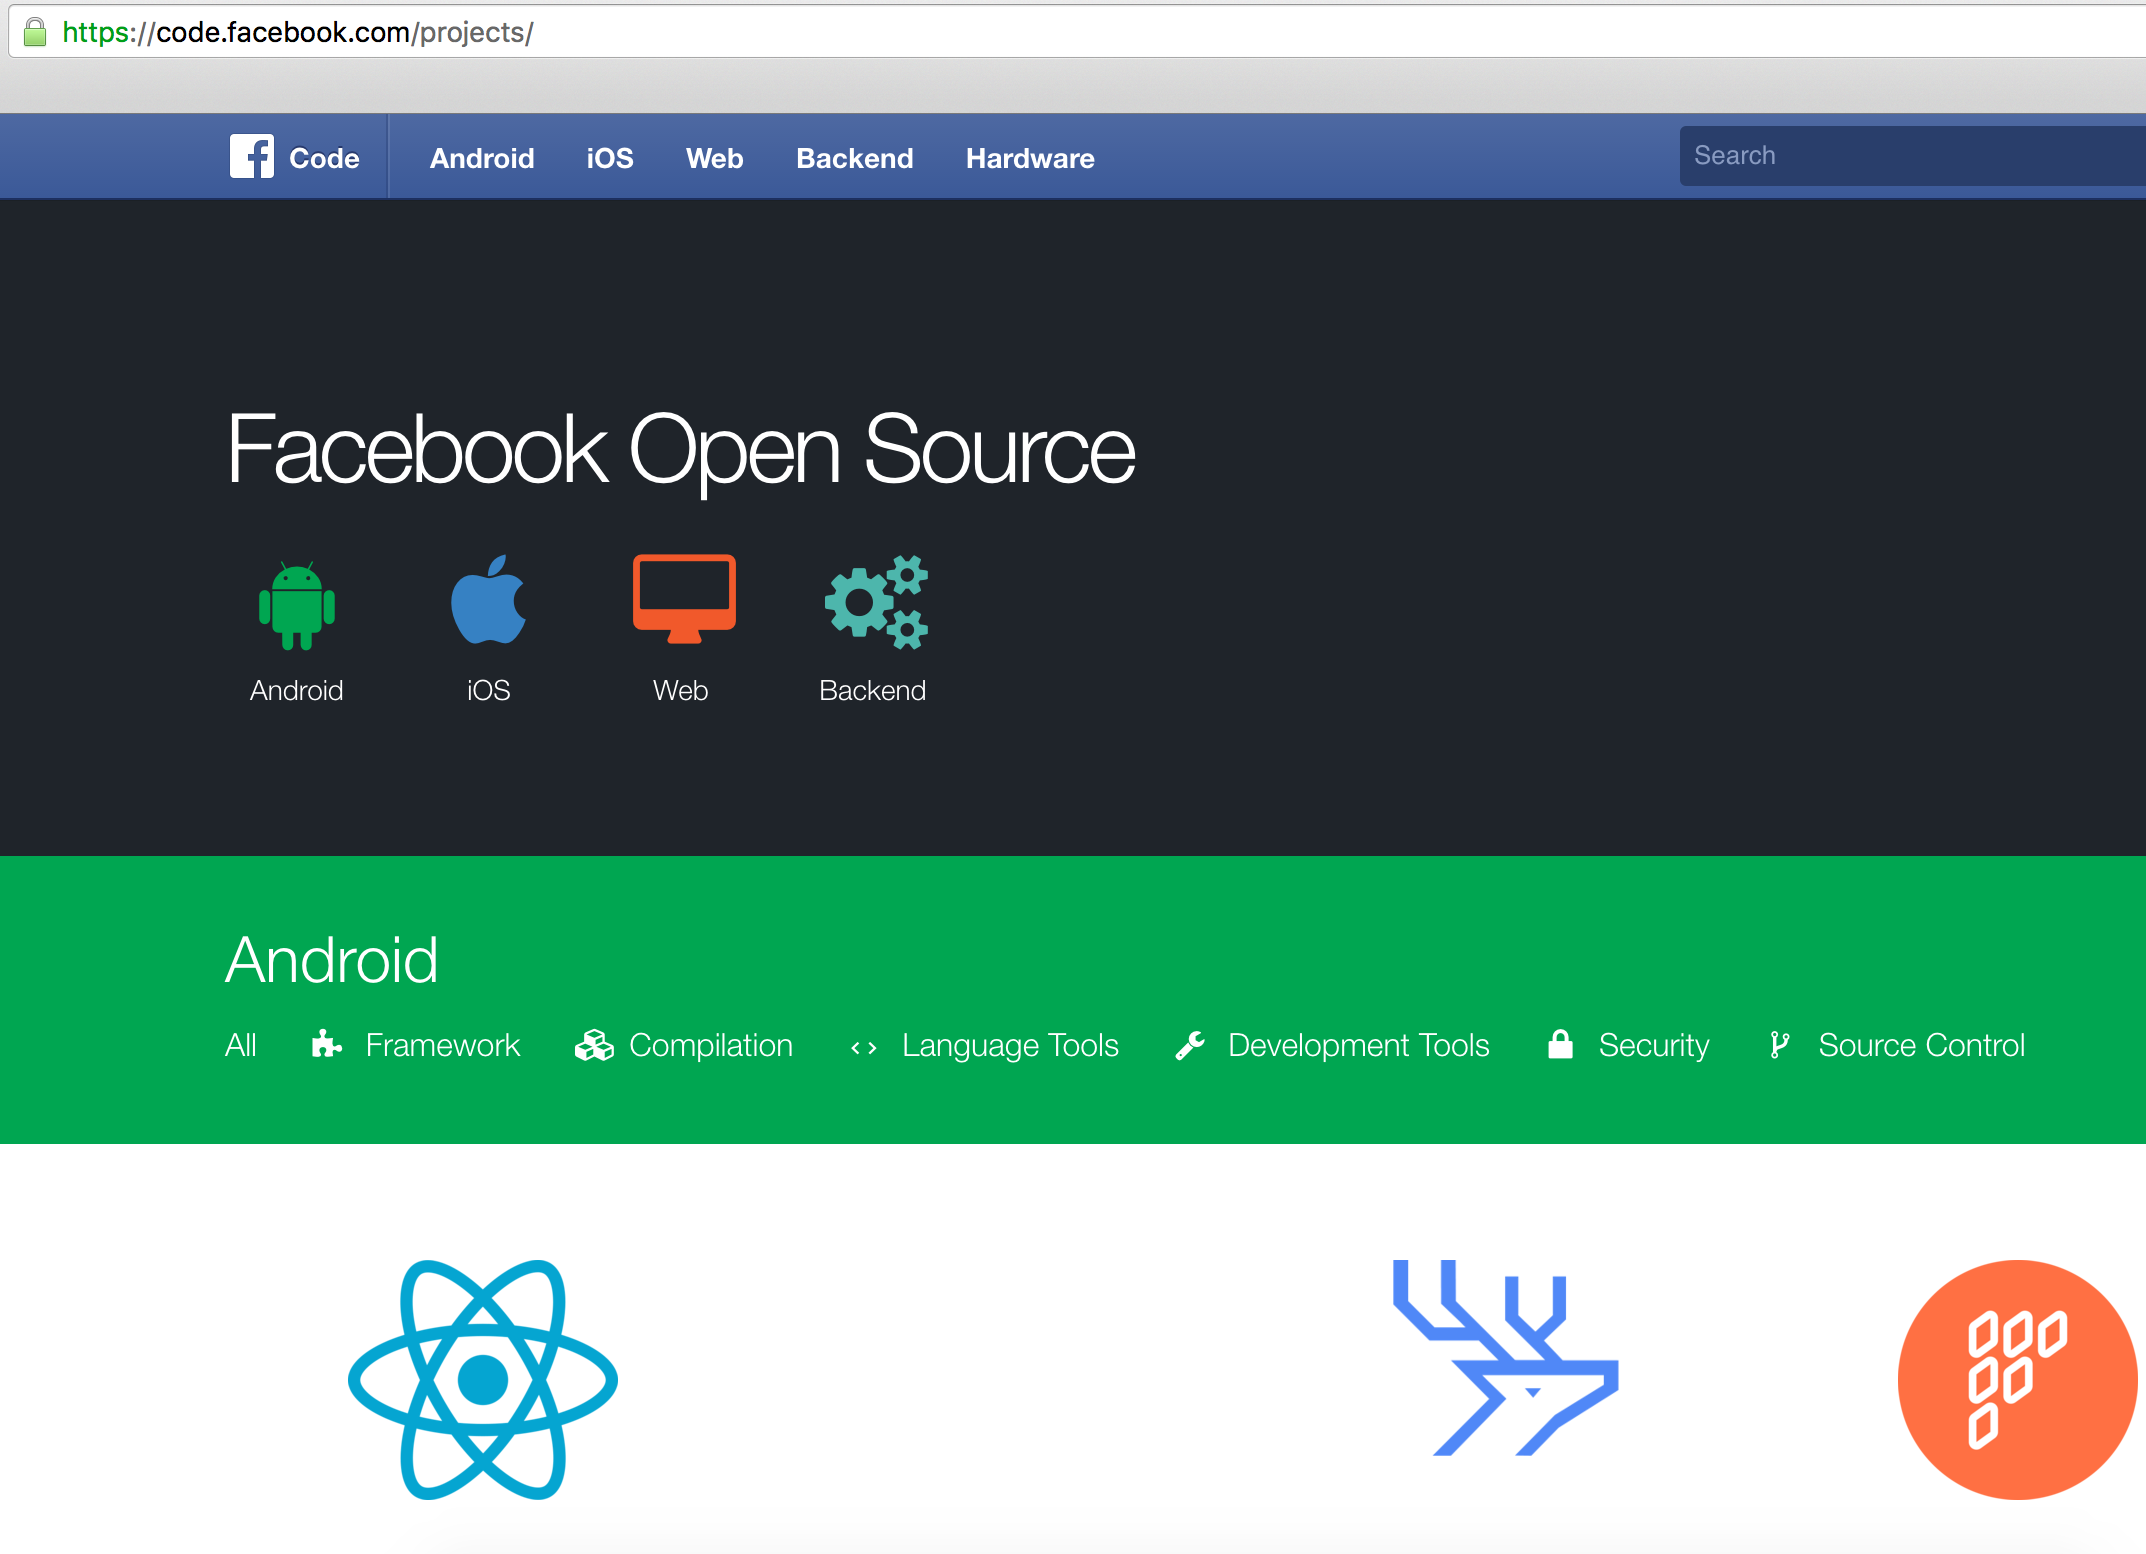 https://code.facebook.com/projects/
Code Android iOS Web Backend Hardware Search
Facebook Open Source
Android iOS Web Backend
Android
All Framework Compilation <> Language Tools Development Tools Security Source Control